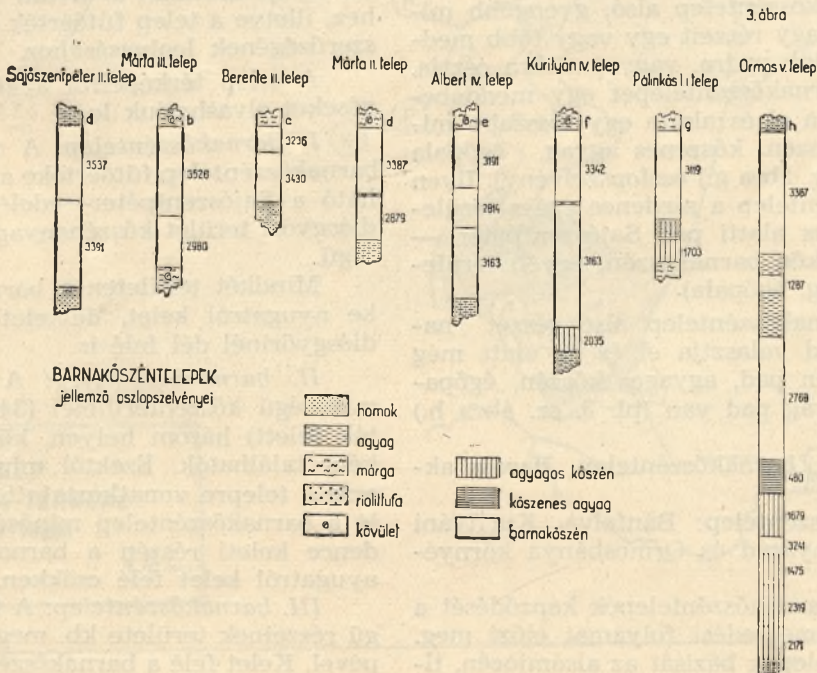 3. ábra
Sajószentpéter II. telep
Márta III. telep
Berente III. telep
Márta II. telep
Albert IV. telep
Kurityán IV. telep
Pálinkás I. telep
Ormos V. telep
d
3537
3391
b
3526
2980
c
3236
3430
d
3387
2879
e
3191
2814
3163
f
3342
3163
2035
g
3119
1703
h
3387
1287
2768
480
1679
3241
1475
2319
2171
BARNAKŐSZÉNTELEPEK
jellemző oszlopszelvényei
homok
agyag
márga
riolittufa
kövület
agyagos kőszén
kőszenes agyag
barnakőszén